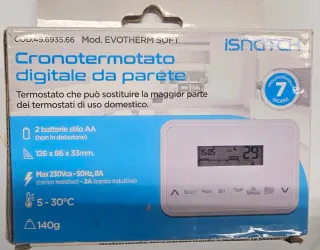 COD.49.6935.66 Mod. EVOTHERM SOFT
ISNATCH
Cronotermotato
digitale da parete
Termostato che può sostituire la maggior parte
dei termostati di uso domestico.
7
2 batterie stilo AA
(non in dotazione)
126 x 86 x 33mm.
Max 230Vca - 50Hz, 8A
(carico resistivo) - 2A (carico induttivo)
5 - 30°C
140g